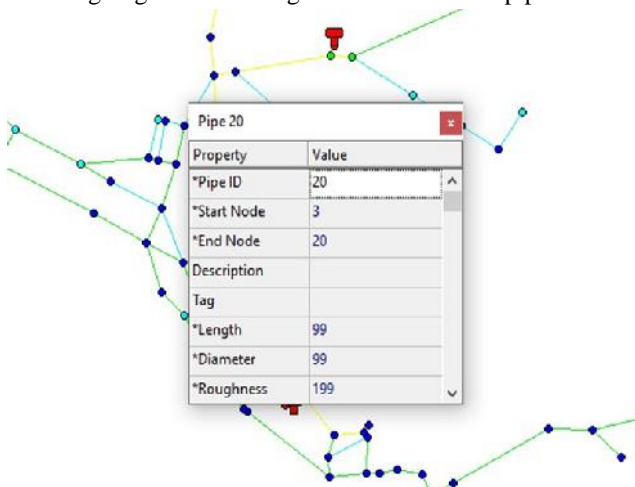 Pipe 20
Property Value
*Pipe ID 20
*Start Node 3
*End Node 20
Description
Tag
*Length 99
*Diameter 99
*Roughness 199